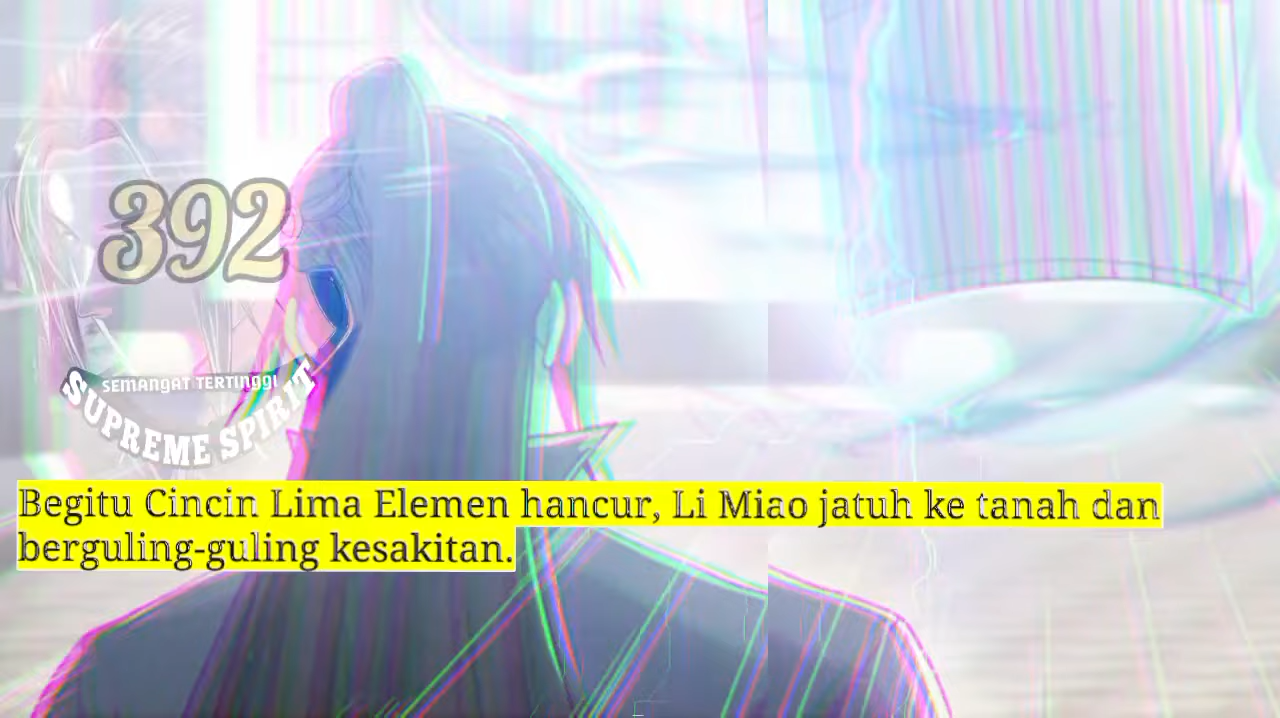 392
SEMANGAT TERTINGGI
SUPREME SPIRIT
Begitu Cincin Lima Elemen hancur, Li Miao jatuh ke tanah dan
berguling-guling kesakitan.